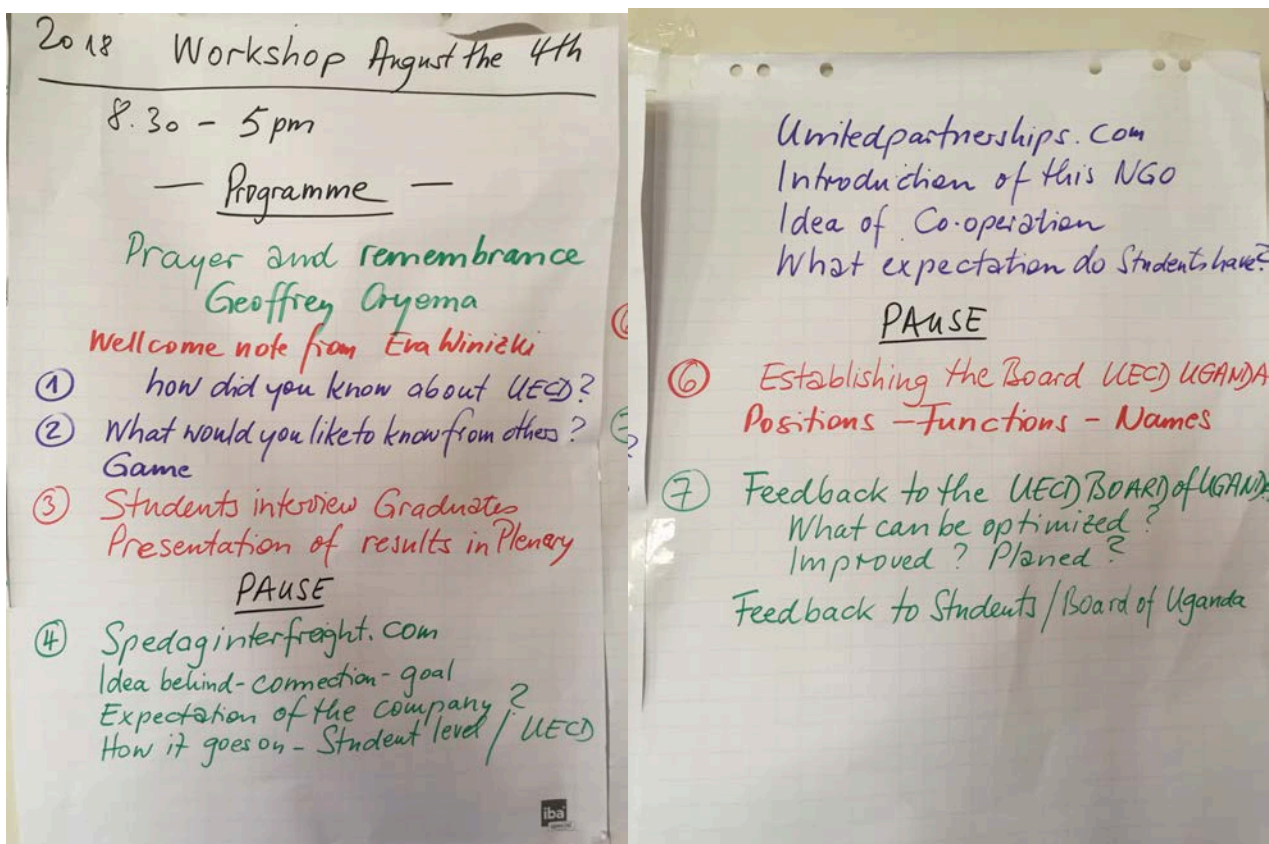 2018 Workshop August the 4th
8.30 - 5 pm
— Programme —
Prayer and remembrance
Geoffrey Oryema
Wellcome note from Eva Winizki
1 how did you know about UECD?
2 What would you like to know from others?
Game
3 Students interview Graduates
Presentation of results in Plenary
PAUSE
4 Spedaginterfreight.com
Idea behind - connection - goal
Expectation of the company?
How it goes on - Student level / UECD
iba
Unitedpartnerships.com
Introduction of this NGO
Idea of Co-operation
What expectation do Students have?
PAUSE
6 Establishing the Board UECD UGANDA
Positions - Functions - Names
7 Feedback to the UECD BOARD of UGANDA
What can be optimized?
Improved? Planed?
Feedback to Students / Board of Uganda